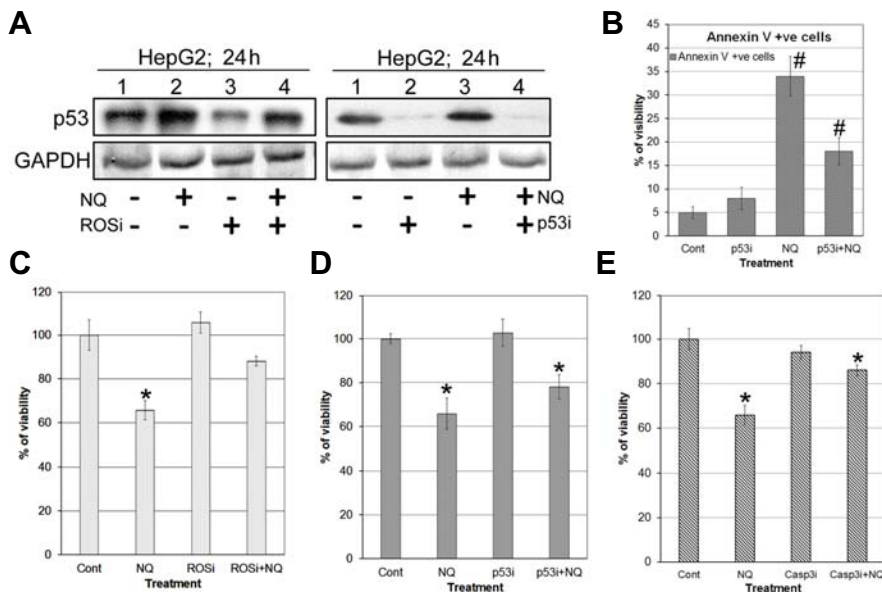 A
HepG2; 24h HepG2; 24h
1 2 3 4 1 2 3 4
p53
GAPDH
NQ - + - + - - + + NQ
ROSi - - + + - + - + p53i
B
Annexin V +ve cells
Annexin V +ve cells
% of visibility
45
40
35
30
25
20
15
10
5
0
#
#
Cont p53i NQ p53i+NQ
Treatment
C
% of viability
120
100
80
60
40
20
0
*
Cont NQ ROSi ROSi+NQ
Treatment
D
% of viability
120
100
80
60
40
20
0
*
*
Cont NQ p53i p53i+NQ
Treatment
E
% of viability
120
100
80
60
40
20
0
*
*
Cont NQ Casp3i Casp3i+NQ
Treatment